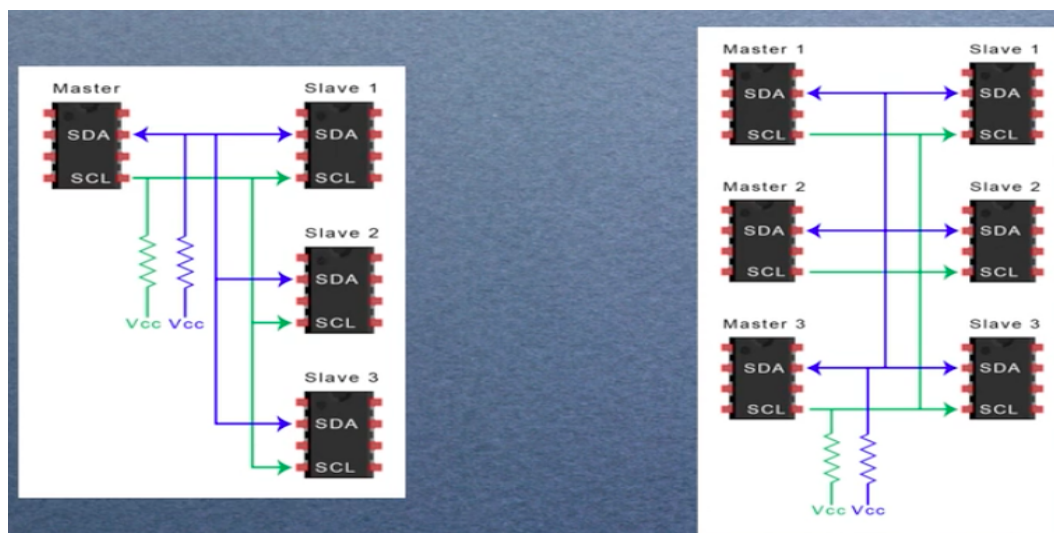 Master
SDA
SCL
Slave 1
SDA
SCL
Slave 2
SDA
SCL
Slave 3
SDA
SCL
Vcc Vcc
Master 1
SDA
SCL
Slave 1
SDA
SCL
Master 2
SDA
SCL
Slave 2
SDA
SCL
Master 3
SDA
SCL
Slave 3
SDA
SCL
Vcc Vcc